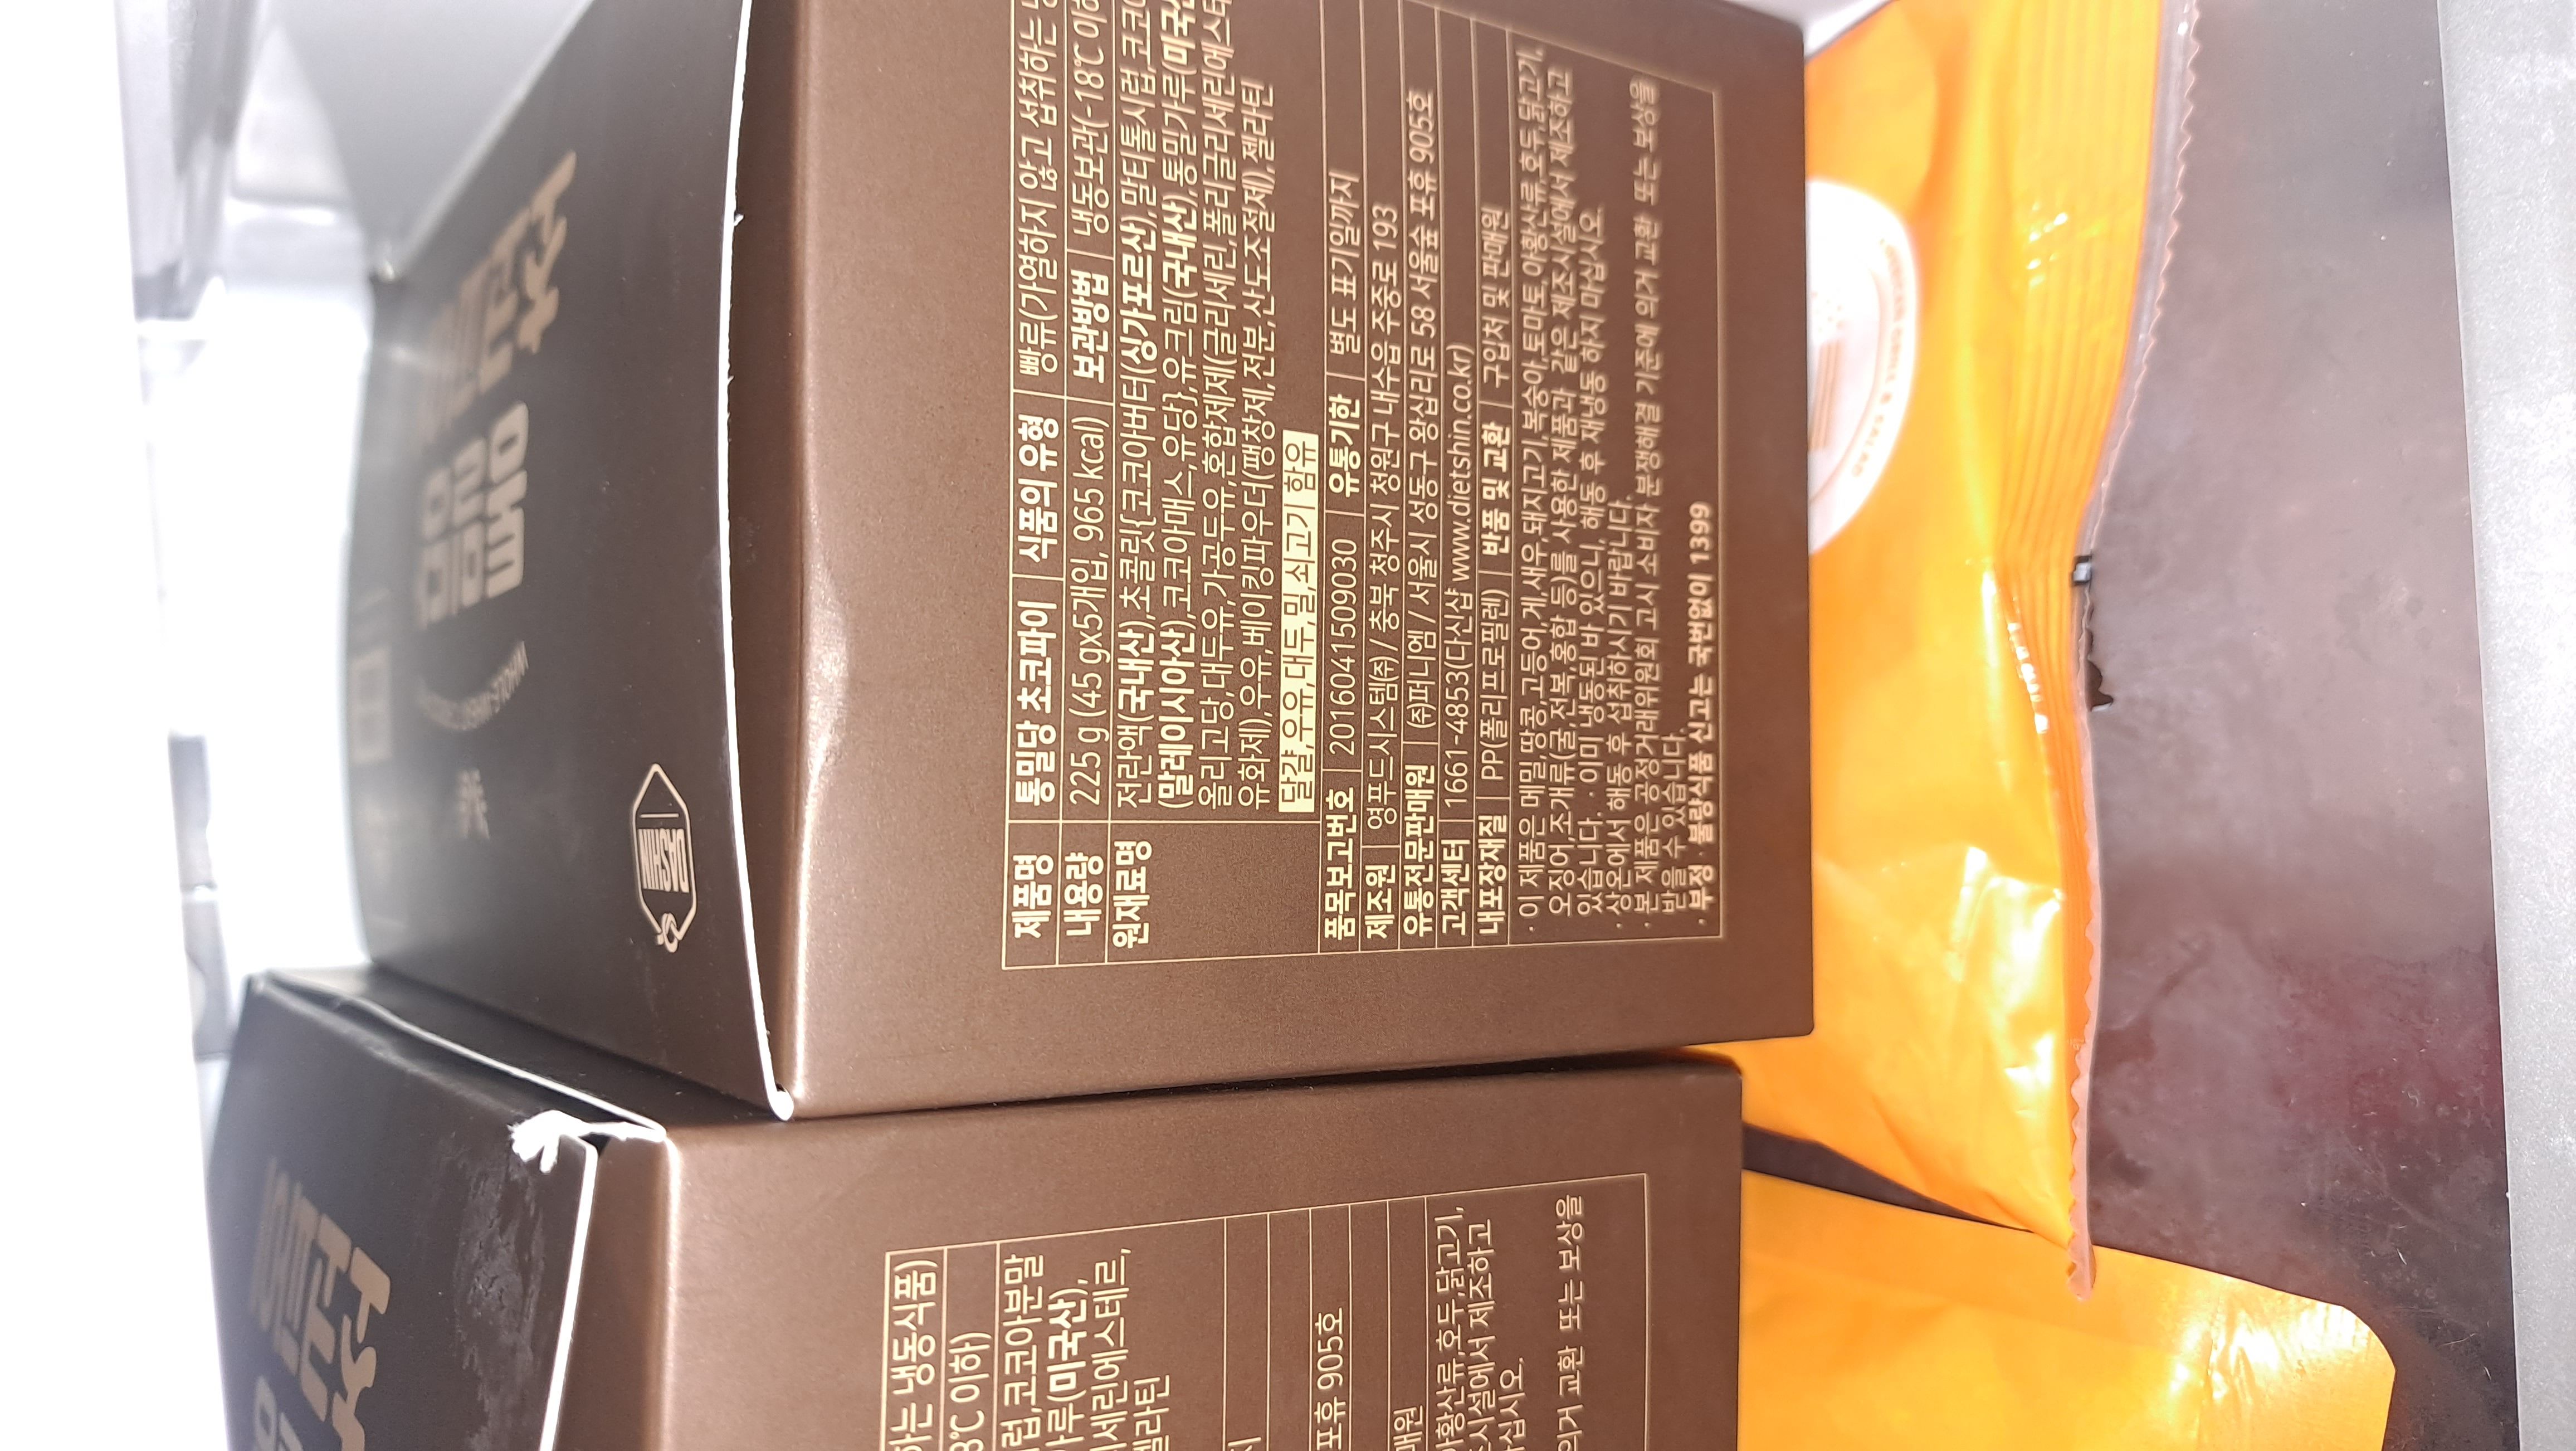 DASHIN
제품명 통밀당 초코파이 식품의 유형 빵류(가열하지 않고 섭취하는
내용량 225 g (45 gx5개입, 965 kcal) 보관방법 냉동보관(-18℃ 이하
원재료명 전란액(국내산),초콜릿{코코아버터(싱가포르산),말티톨시럽,코코아
(말레이시아산),코코아매스,유당},유크림(국내산),통밀가루(미국산
올리고당,대두유,가공두유,혼합제제(글리세린,폴리글리세린에스테
유화제),우유,베이킹파우더(팽창제,전분,산도조절제),젤라틴
달걀,우유,대두,밀,쇠고기 함유
품목보고번호 2016041509030 유통기한 별도 표기일까지
제조원 영푸드시스템㈜ / 충북 청주시 청원구 내수읍 주중로 193
유통전문판매원 ㈜퍼니엠 / 서울시 성동구 왕십리로 58 서울숲 포휴 905호
고객센터 1661-4853(다신샵 www.dietshin.co.kr)
내포장재질 PP(폴리프로필렌) 반품 및 교환 구입처 및 판매원
· 이 제품은 메밀,땅콩,고등어,게,새우,돼지고기,복숭아,토마토,아황산류,호두,닭고기,
오징어,조개류(굴,전복,홍합 등)를 사용한 제품과 같은 제조시설에서 제조하고
있습니다. · 이미 냉동된 바 있으니, 해동 후 재냉동 하지 마십시오.
· 상온에서 해동 후 섭취하시기 바랍니다.
· 본 제품은 공정거래위원회 고시 소비자 분쟁해결 기준에 의거 교환 또는 보상을
받을 수 있습니다.
· 부정·불량식품 신고는 국번없이 1399
하는 냉동식품)
8℃ 이하)
럽,코코아분말
가루(미국산),
세린에스테르,
젤라틴
지
포휴 905호
매원
아황산류,호두,닭고기,
조시설에서 제조하고
마십시오.
의거 교환 또는 보상을